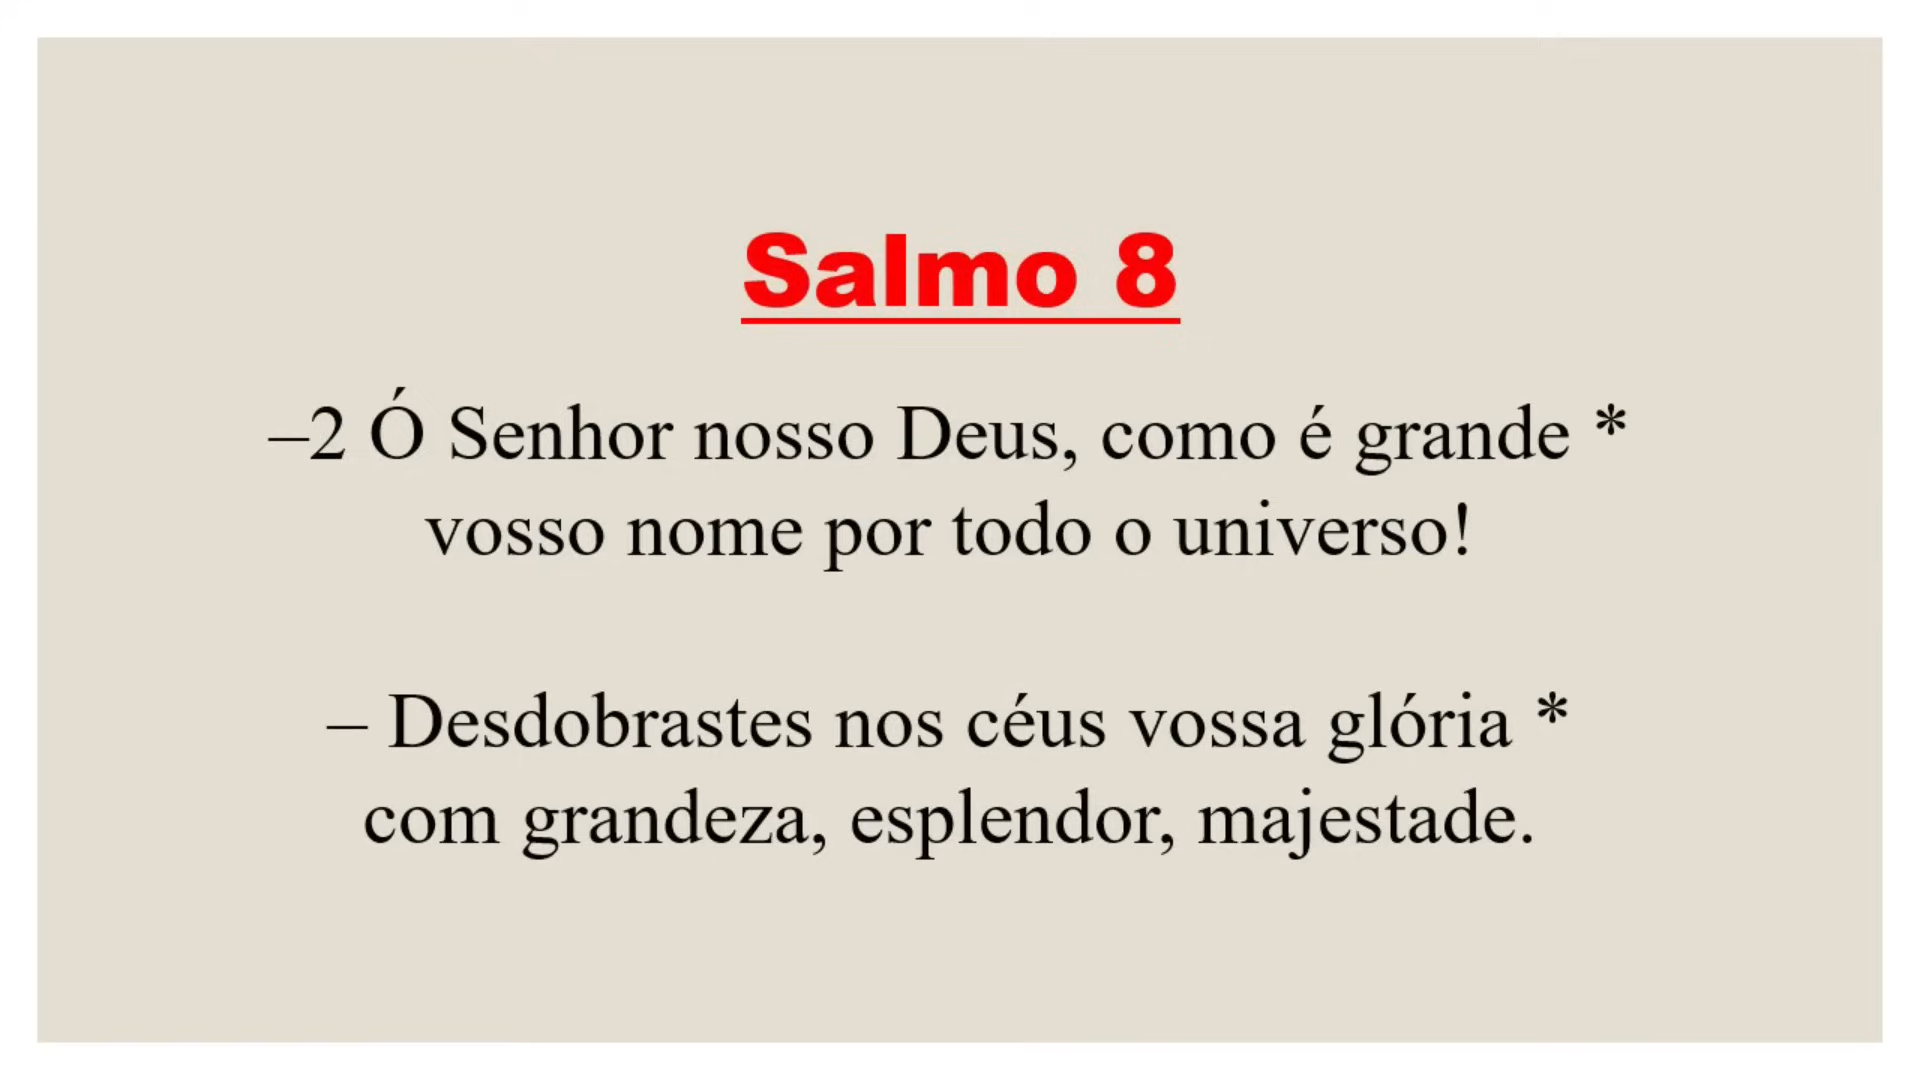 Salmo 8
–2 Ó Senhor nosso Deus, como é grande *
vosso nome por todo o universo!
– Desdobrastes nos céus vossa glória *
com grandeza, esplendor, majestade.